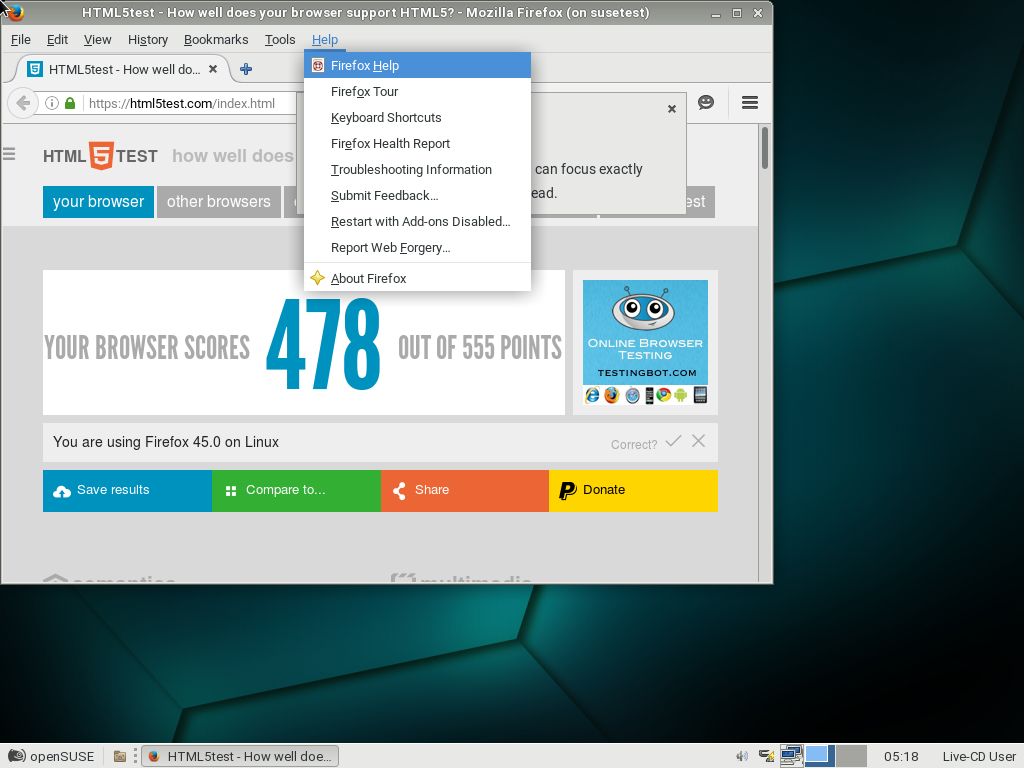 HTML5test - How well does your browser support HTML5? - Mozilla Firefox (on susetest)
File Edit View History Bookmarks Tools Help
HTML5test - How well do...
https://html5test.com/index.html
Firefox Help
Firefox Tour
Keyboard Shortcuts
Firefox Health Report
Troubleshooting Information
Submit Feedback...
Restart with Add-ons Disabled...
Report Web Forgery...
About Firefox
can focus exactly
ead.
HTML 5 TEST how well does
your browser other browsers
est
YOUR BROWSER SCORES 478 OUT OF 555 POINTS
ONLINE BROWSER
TESTING
TESTINGBOT.COM
You are using Firefox 45.0 on Linux Correct?
Save results Compare to... Share Donate
semantics multimedia
openSUSE HTML5test - How well doe... 05:18 Live-CD User